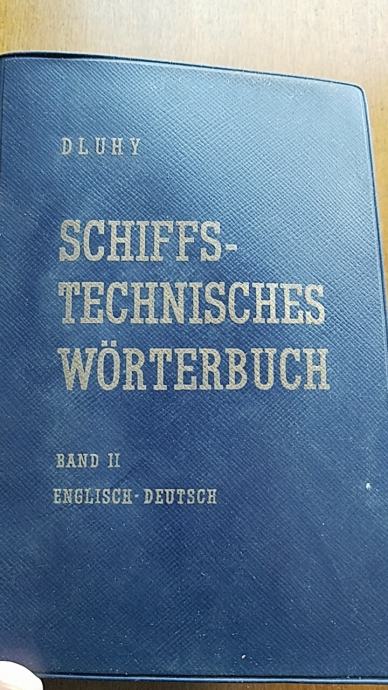 DLUHY
SCHIFFS-
TECHNISCHES
WÖRTERBUCH
BAND II
ENGLISCH-DEUTSCH